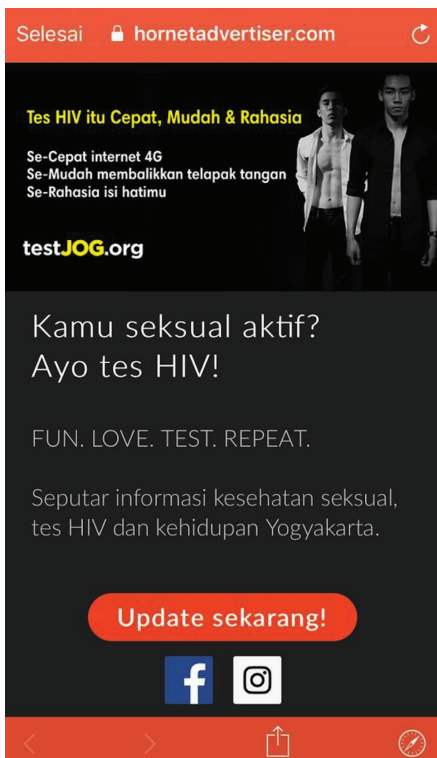 Selesai hornetadvertiser.com
Tes HIV itu Cepat, Mudah & Rahasia
Se-Cepat internet 4G
Se-Mudah membalikkan telapak tangan
Se-Rahasia isi hatimu
testJOG.org
Kamu seksual aktif?
Ayo tes HIV!
FUN. LOVE. TEST. REPEAT.
Seputar informasi kesehatan seksual,
tes HIV dan kehidupan Yogyakarta.
Update sekarang!
f